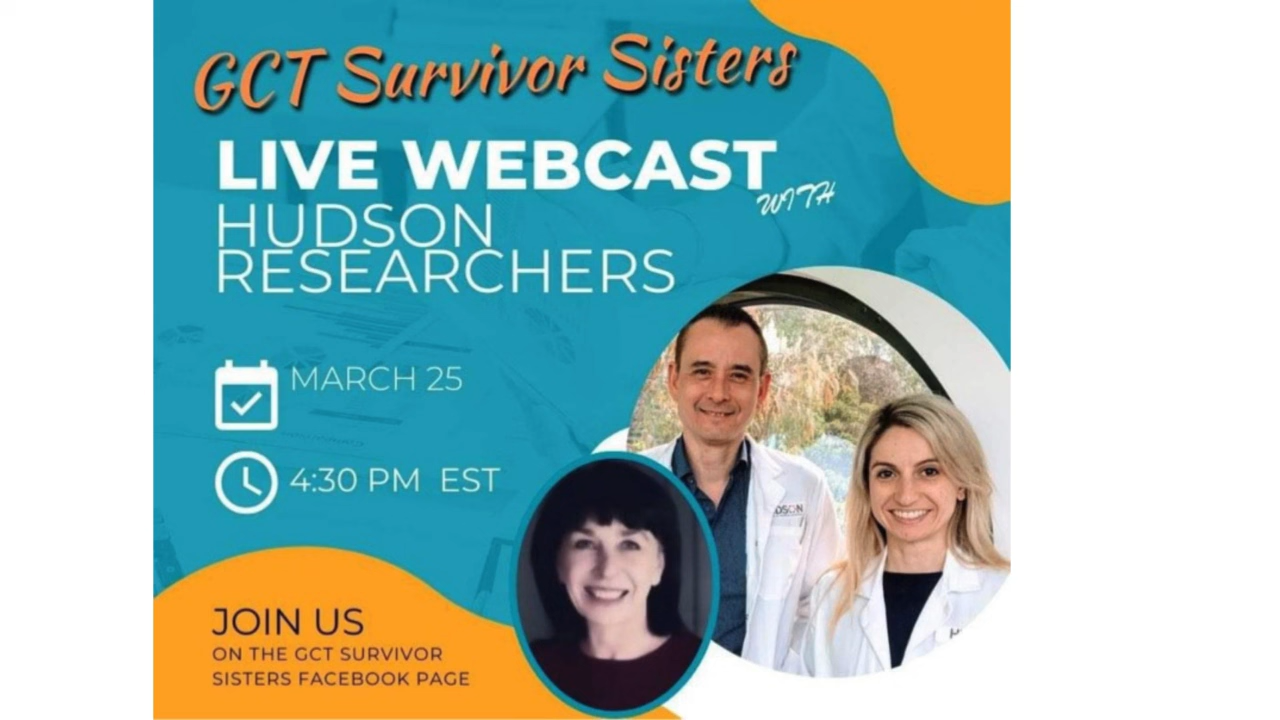 GCT Survivor Sisters
LIVE WEBCAST
WITH
HUDSON
RESEARCHERS
MARCH 25
4:30 PM EST
JOIN US
ON THE GCT SURVIVOR
SISTERS FACEBOOK PAGE